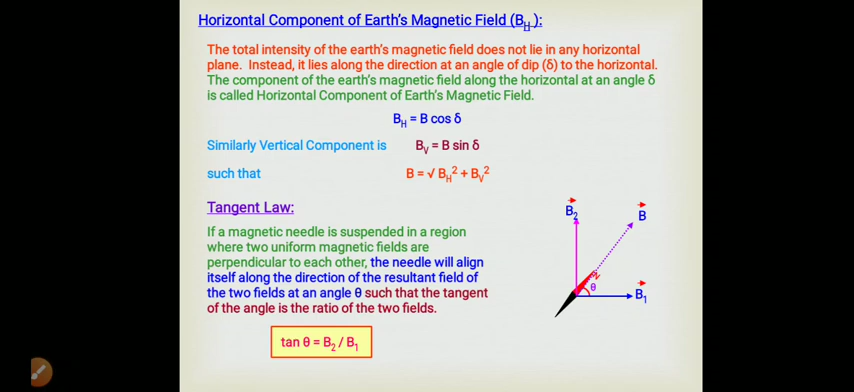 Horizontal Component of Earth's Magnetic Field (B_H ):
The total intensity of the earth's magnetic field does not lie in any horizontal
plane.  Instead, it lies along the direction at an angle of dip (δ) to the horizontal.
The component of the earth's magnetic field along the horizontal at an angle δ
is called Horizontal Component of Earth's Magnetic Field.
B_H = B cos δ
Similarly Vertical Component is B_V = B sin δ
such that B = √ B_H² + B_V²
Tangent Law:
If a magnetic needle is suspended in a region
where two uniform magnetic fields are
perpendicular to each other, the needle will align
itself along the direction of the resultant field of
the two fields at an angle θ such that the tangent
of the angle is the ratio of the two fields.
tan θ = B₂ / B₁
B₂
B
N
θ
B₁